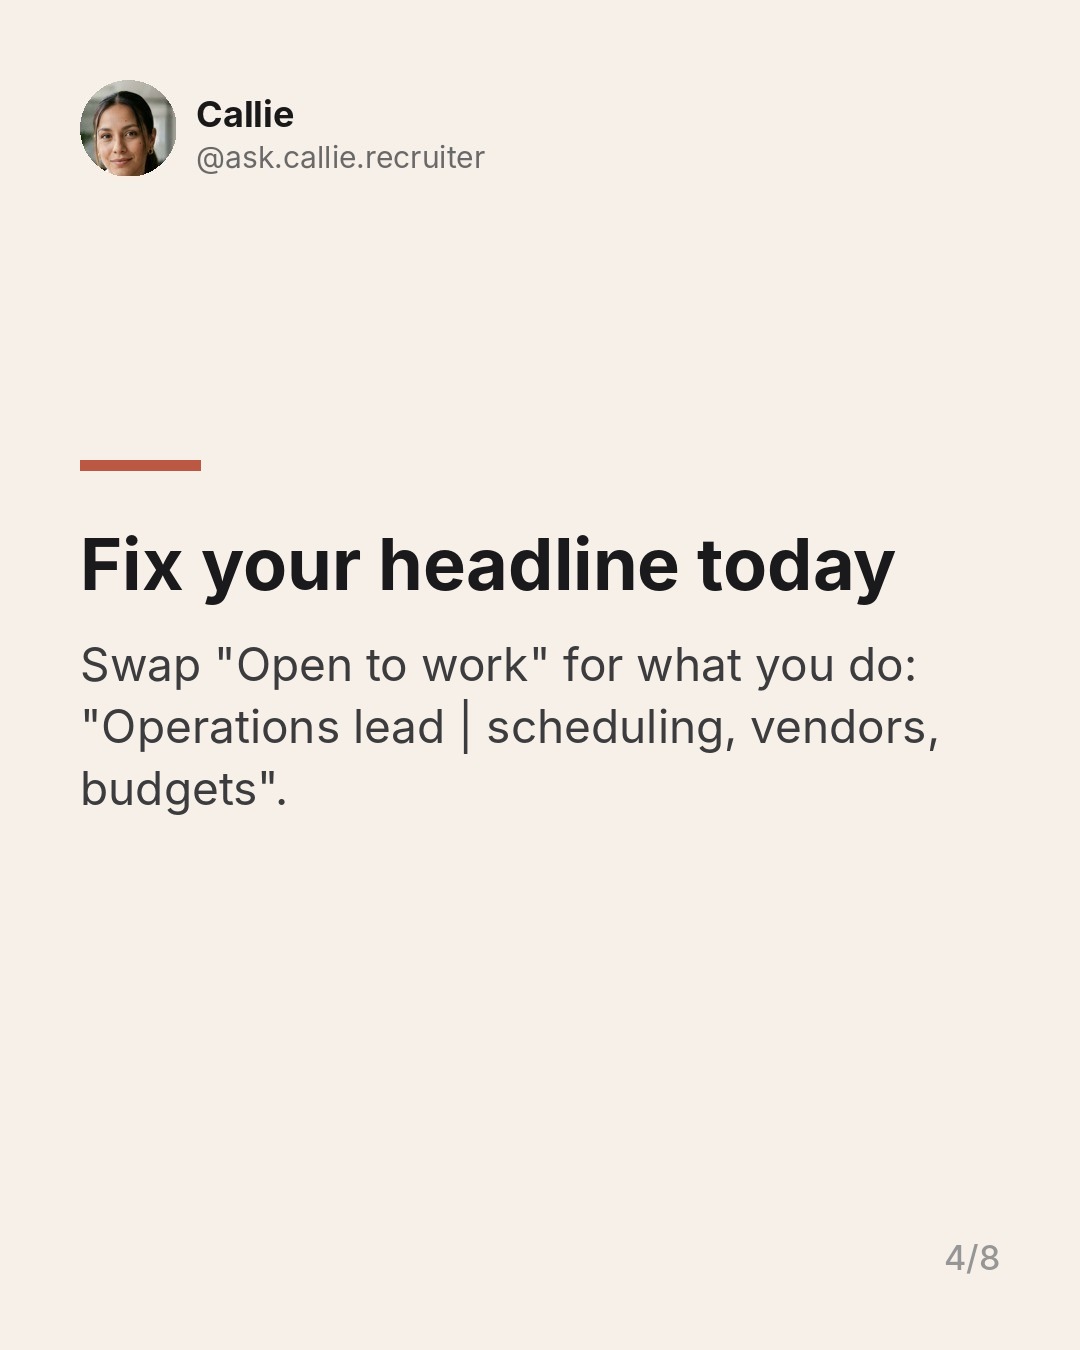 Callie
@ask.callie.recruiter
Fix your headline today
Swap "Open to work" for what you do:
"Operations lead | scheduling, vendors,
budgets".
4/8